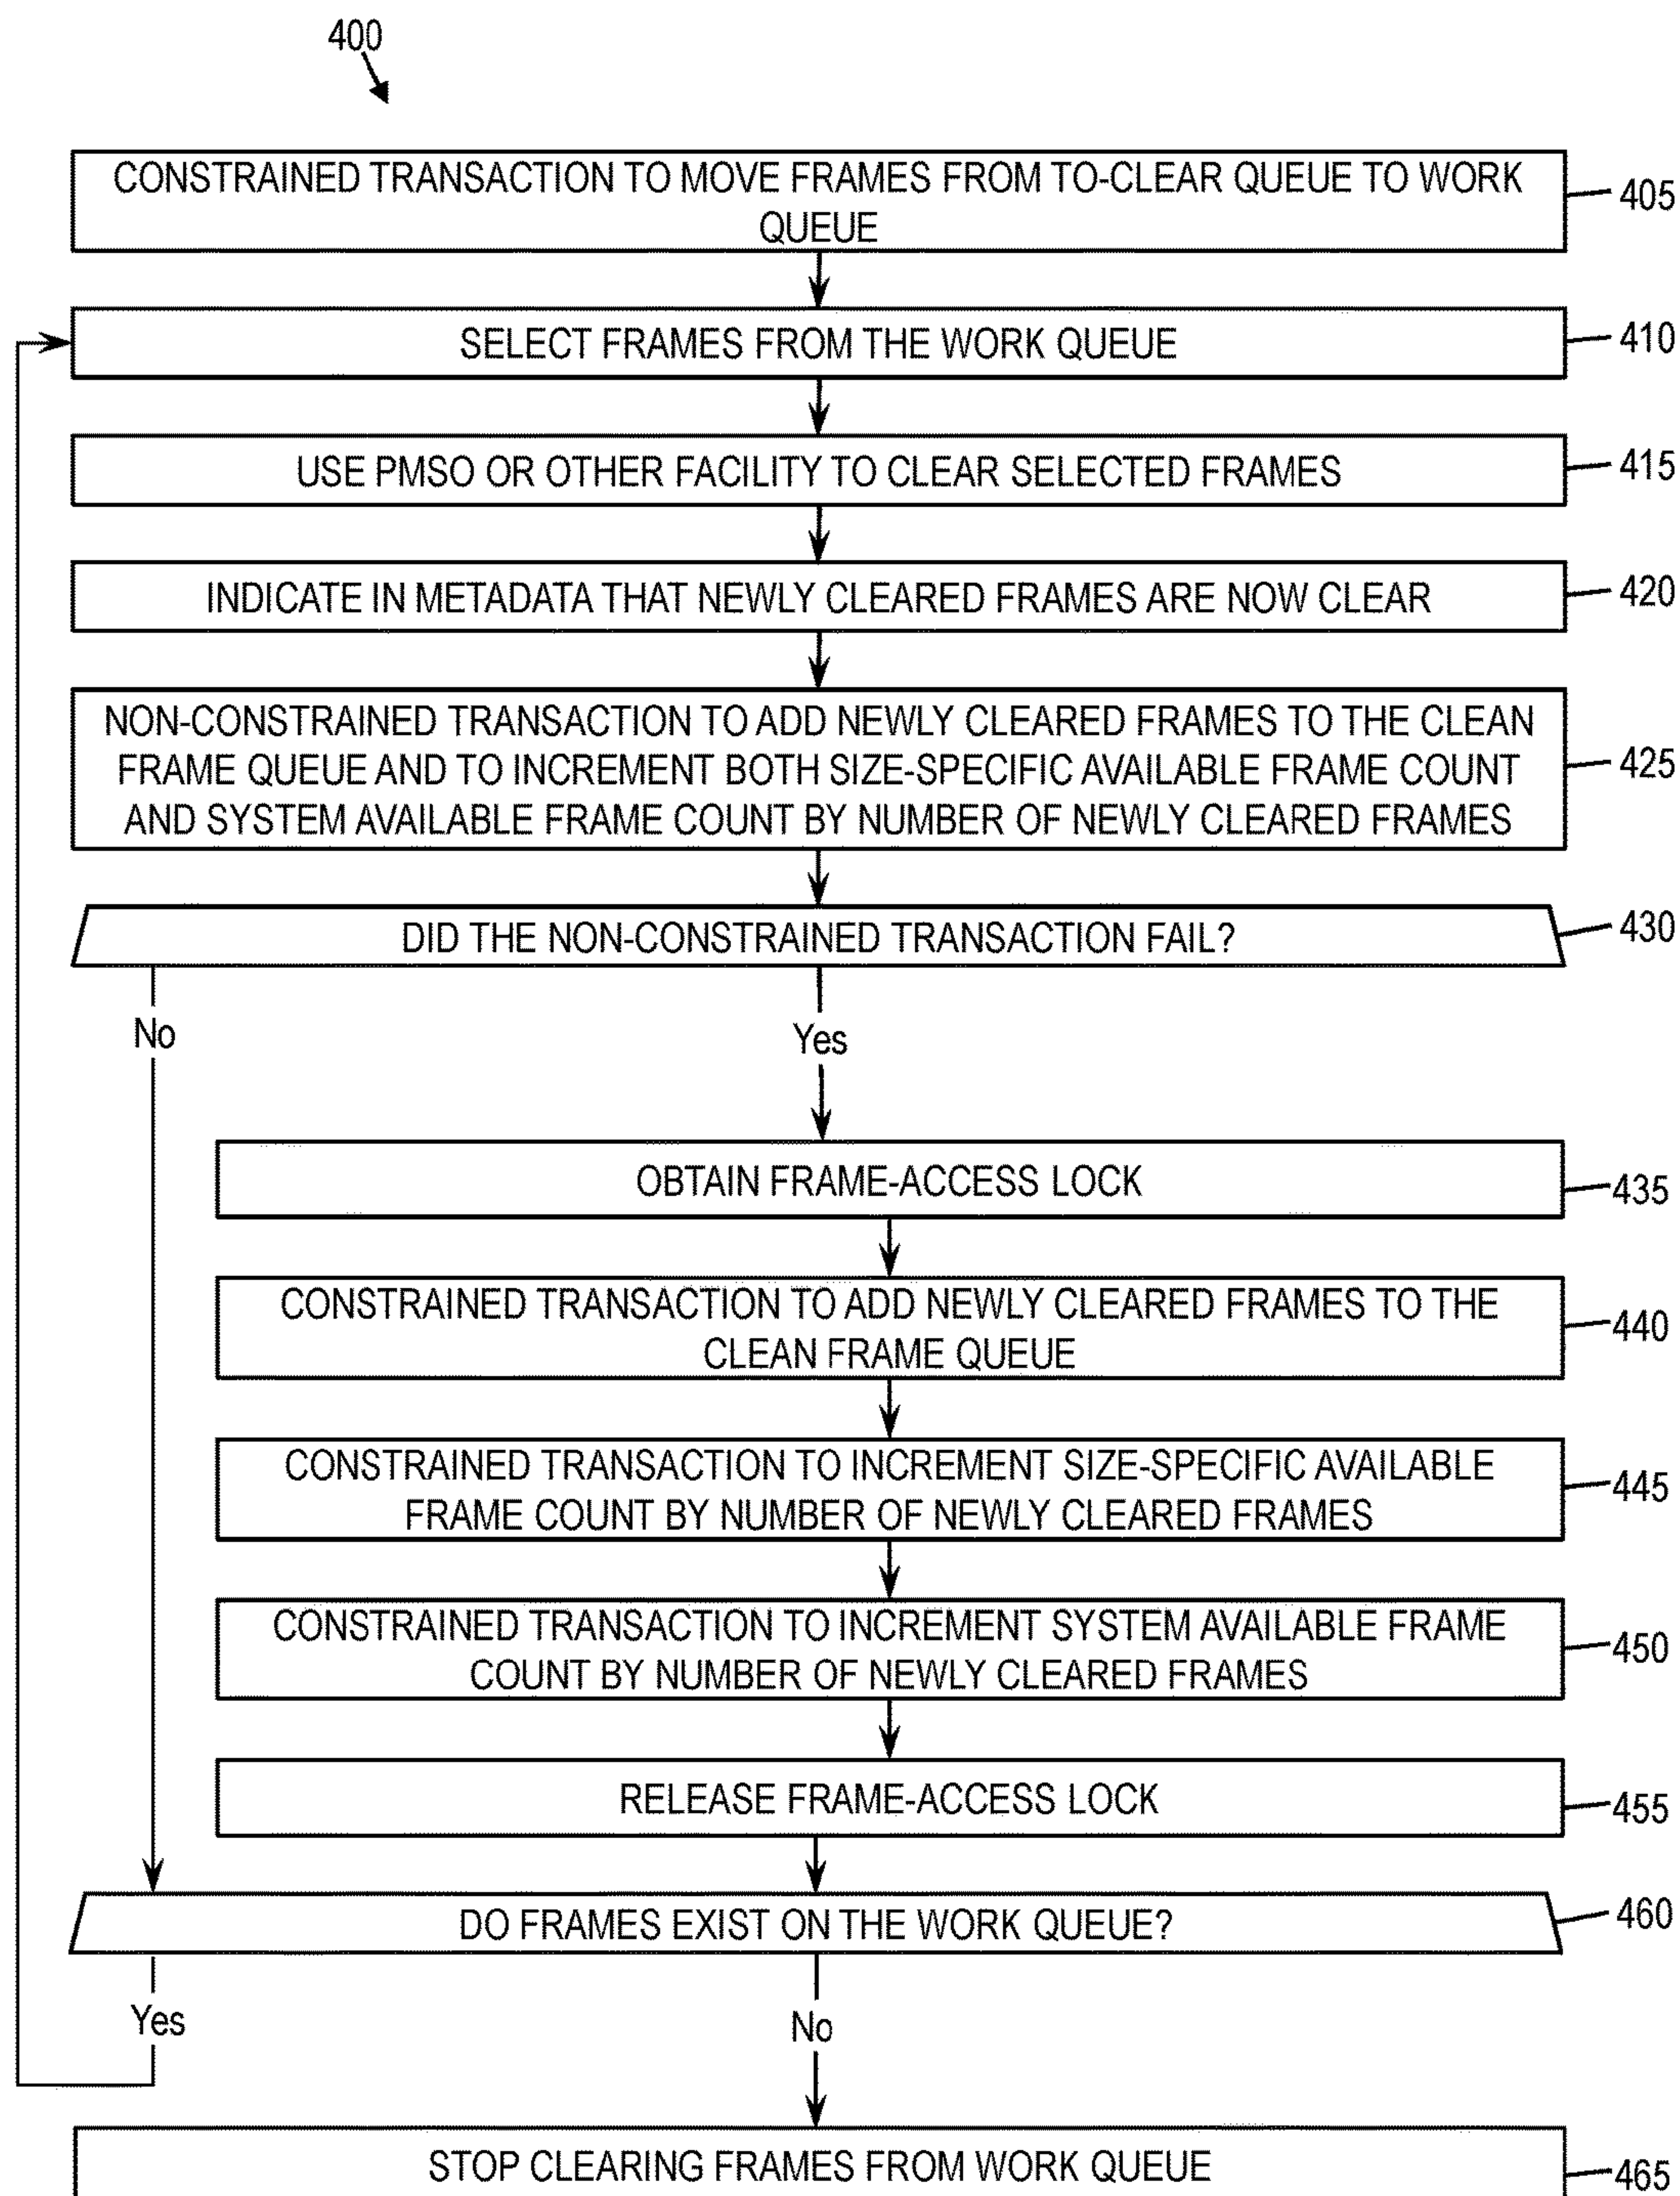 400
CONSTRAINED TRANSACTION TO MOVE FRAMES FROM TO-CLEAR QUEUE TO WORK
QUEUE
405
SELECT FRAMES FROM THE WORK QUEUE
410
USE PMSO OR OTHER FACILITY TO CLEAR SELECTED FRAMES
415
INDICATE IN METADATA THAT NEWLY CLEARED FRAMES ARE NOW CLEAR
420
NON-CONSTRAINED TRANSACTION TO ADD NEWLY CLEARED FRAMES TO THE CLEAN
FRAME QUEUE AND TO INCREMENT BOTH SIZE-SPECIFIC AVAILABLE FRAME COUNT
AND SYSTEM AVAILABLE FRAME COUNT BY NUMBER OF NEWLY CLEARED FRAMES
425
DID THE NON-CONSTRAINED TRANSACTION FAIL?
430
No
Yes
OBTAIN FRAME-ACCESS LOCK
435
CONSTRAINED TRANSACTION TO ADD NEWLY CLEARED FRAMES TO THE
CLEAN FRAME QUEUE
440
CONSTRAINED TRANSACTION TO INCREMENT SIZE-SPECIFIC AVAILABLE
FRAME COUNT BY NUMBER OF NEWLY CLEARED FRAMES
445
CONSTRAINED TRANSACTION TO INCREMENT SYSTEM AVAILABLE FRAME
COUNT BY NUMBER OF NEWLY CLEARED FRAMES
450
RELEASE FRAME-ACCESS LOCK
455
DO FRAMES EXIST ON THE WORK QUEUE?
460
Yes
No
STOP CLEARING FRAMES FROM WORK QUEUE
465